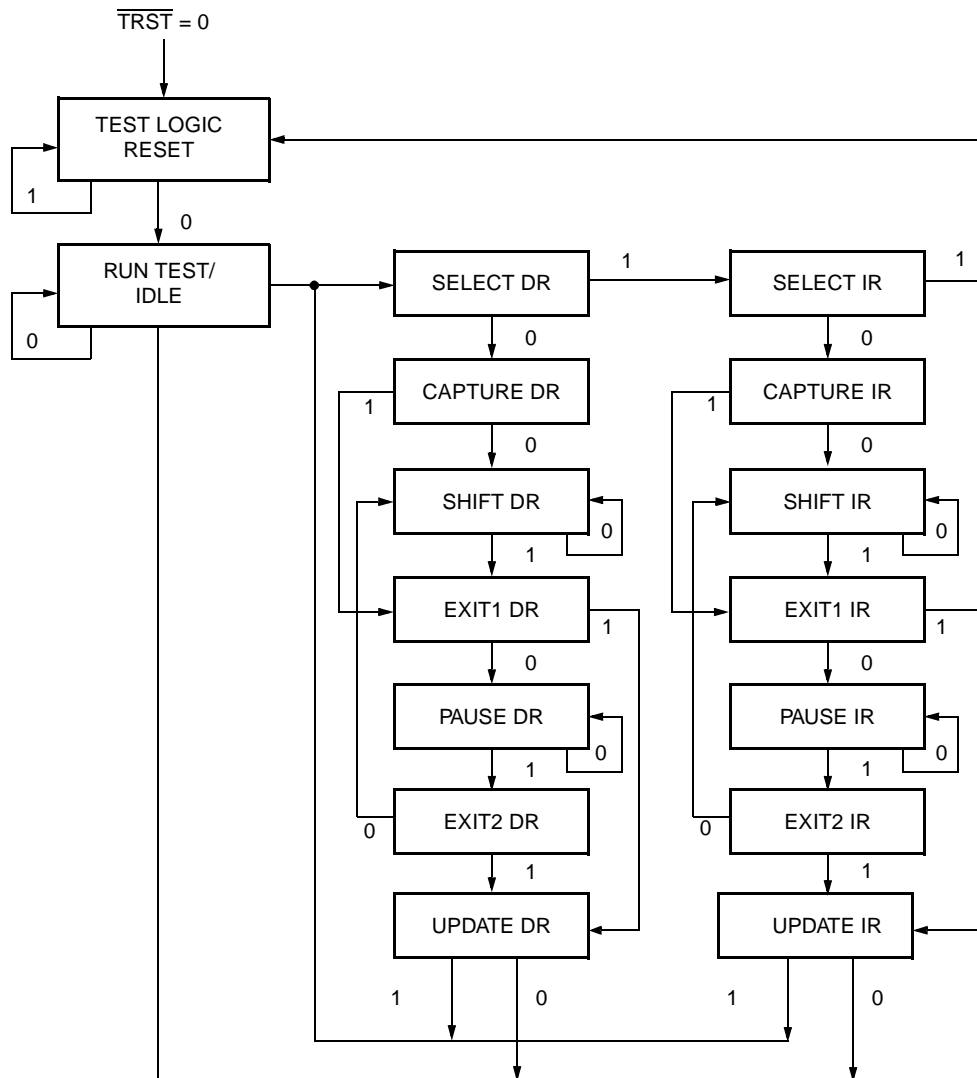 TRST = 0
TEST LOGIC
RESET
1
0
RUN TEST/
IDLE
0
SELECT DR
1
SELECT IR
1
0
0
CAPTURE DR
1
CAPTURE IR
1
0
0
SHIFT DR
0
SHIFT IR
0
1
1
EXIT1 DR
1
EXIT1 IR
1
0
0
PAUSE DR
0
PAUSE IR
0
1
1
EXIT2 DR
0
EXIT2 IR
0
1
1
UPDATE DR
UPDATE IR
1
0
1
0